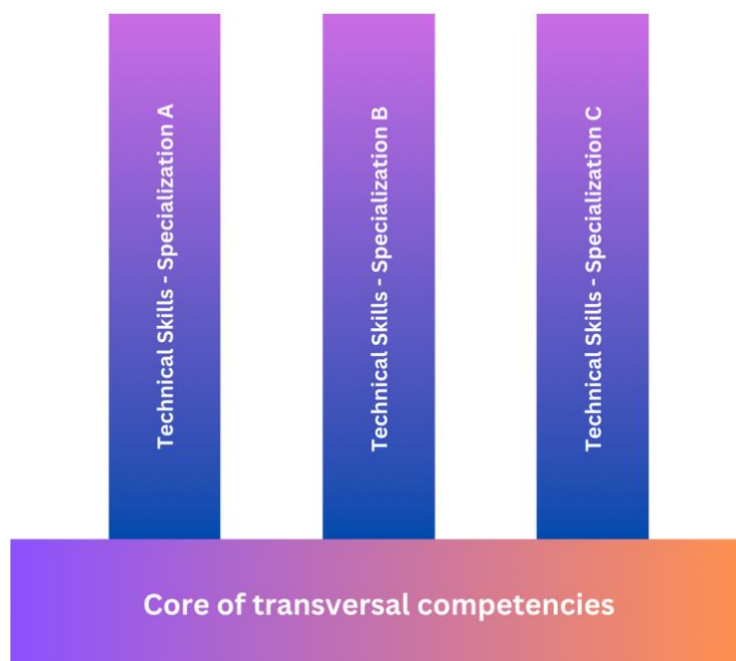 Technical Skills - Specialization A
Technical Skills - Specialization B
Technical Skills - Specialization C
Core of transversal competencies